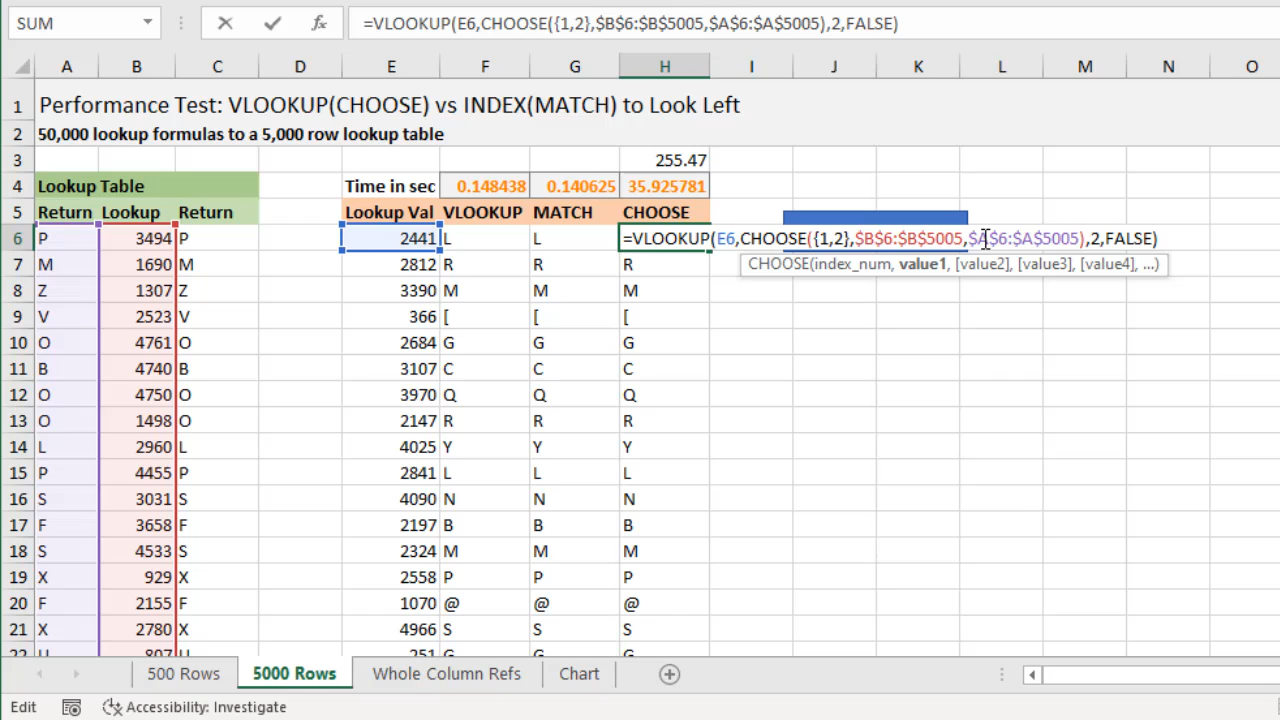 SUM =VLOOKUP(E6,CHOOSE({1,2},$B$6:$B$5005,$A$6:$A$5005),2,FALSE)
A B C D E F G H I J K L M N O
1 Performance Test: VLOOKUP(CHOOSE) vs INDEX(MATCH) to Look Left
2 50,000 lookup formulas to a 5,000 row lookup table
3 255.47
4 Lookup Table Time in sec 0.148438 0.140625 35.925781
5 Return Lookup Return Lookup Val VLOOKUP MATCH CHOOSE
6 P 3494 P 2441 L L =VLOOKUP(E6,CHOOSE({1,2},$B$6:$B$5005,$A$6:$A$5005),2,FALSE)
7 M 1690 M 2812 R R R
CHOOSE(index_num, value1, [value2], [value3], [value4], ...)
8 Z 1307 Z 3390 M M M
9 V 2523 V 366 [ [ [
10 O 4761 O 2684 G G G
11 B 4740 B 3107 C C C
12 O 4750 O 3970 Q Q Q
13 O 1498 O 2147 R R R
14 L 2960 L 4025 Y Y Y
15 P 4455 P 2841 L L L
16 S 3031 S 4090 N N N
17 F 3658 F 2197 B B B
18 S 4533 S 2324 M M M
19 X 929 X 2558 P P P
20 F 2155 F 1070 @ @ @
21 X 2780 X 4966 S S S
22 U 807 U 251 G G G
500 Rows 5000 Rows Whole Column Refs Chart
Edit Accessibility: Investigate